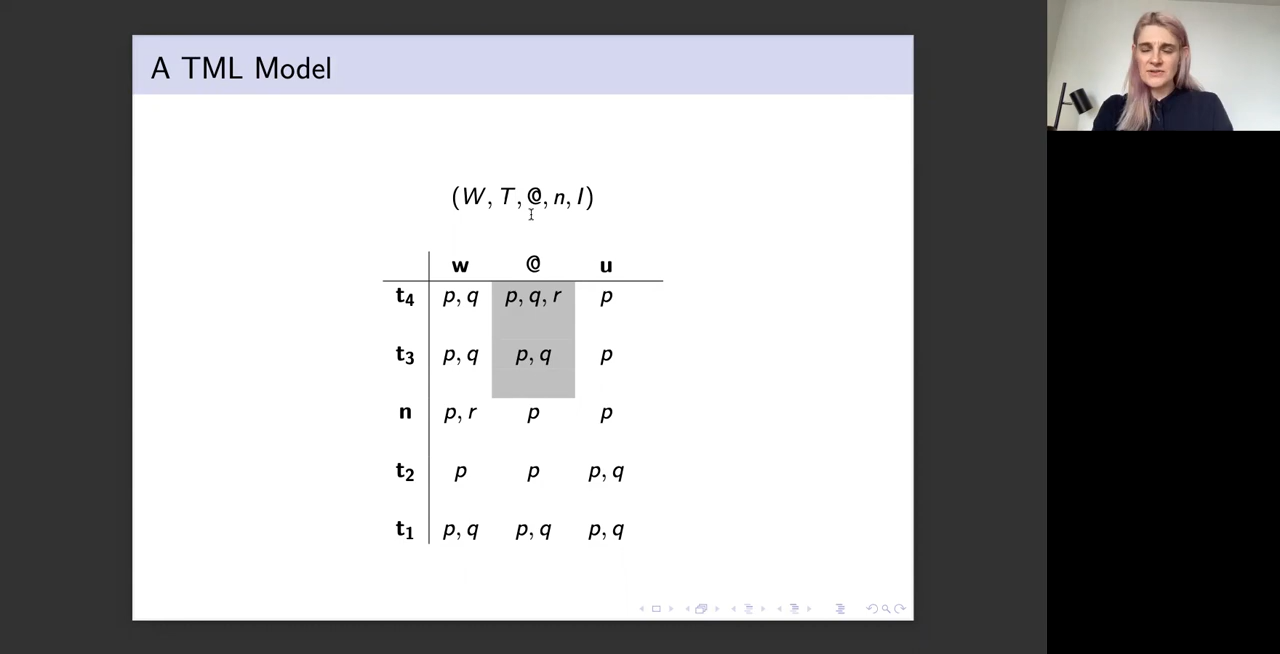 A TML Model
(W, T, @, n, I)
w @ u
t₄ p, q p, q, r p
t₃ p, q p, q p
n p, r p p
t₂ p p p, q
t₁ p, q p, q p, q